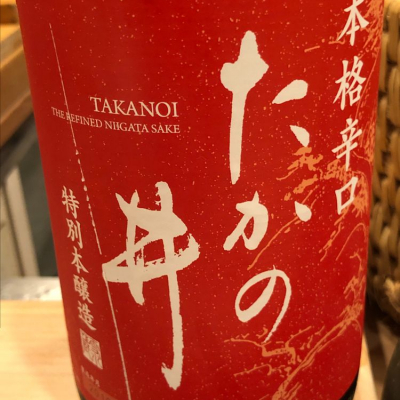 本格辛口
たかの
井
TAKANOI
THE REFINED NIIGATA SAKE
特別本醸造